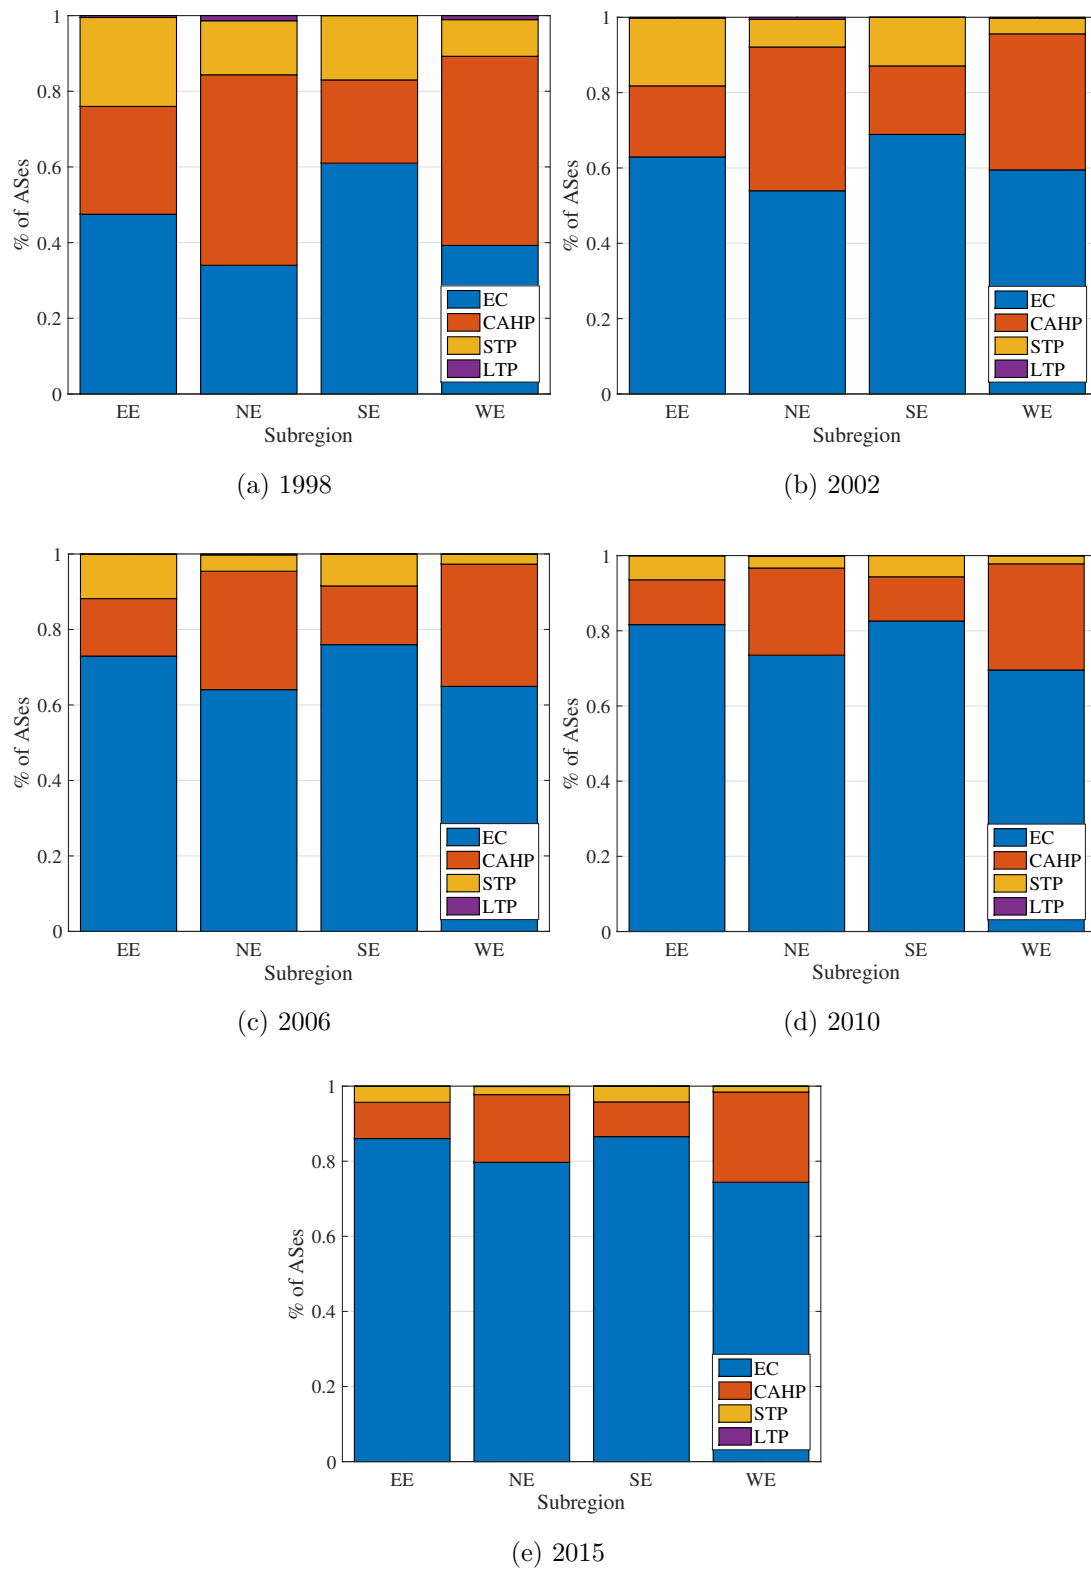 % of ASes
1
0.8
0.6
0.4
0.2
0
EC
CAHP
STP
LTP
EE NE SE WE
Subregion
(a) 1998
% of ASes
1
0.8
0.6
0.4
0.2
0
EC
CAHP
STP
LTP
EE NE SE WE
Subregion
(b) 2002
% of ASes
1
0.8
0.6
0.4
0.2
0
EC
CAHP
STP
LTP
EE NE SE WE
Subregion
(c) 2006
% of ASes
1
0.8
0.6
0.4
0.2
0
EC
CAHP
STP
LTP
EE NE SE WE
Subregion
(d) 2010
% of ASes
1
0.8
0.6
0.4
0.2
0
EC
CAHP
STP
LTP
EE NE SE WE
Subregion
(e) 2015